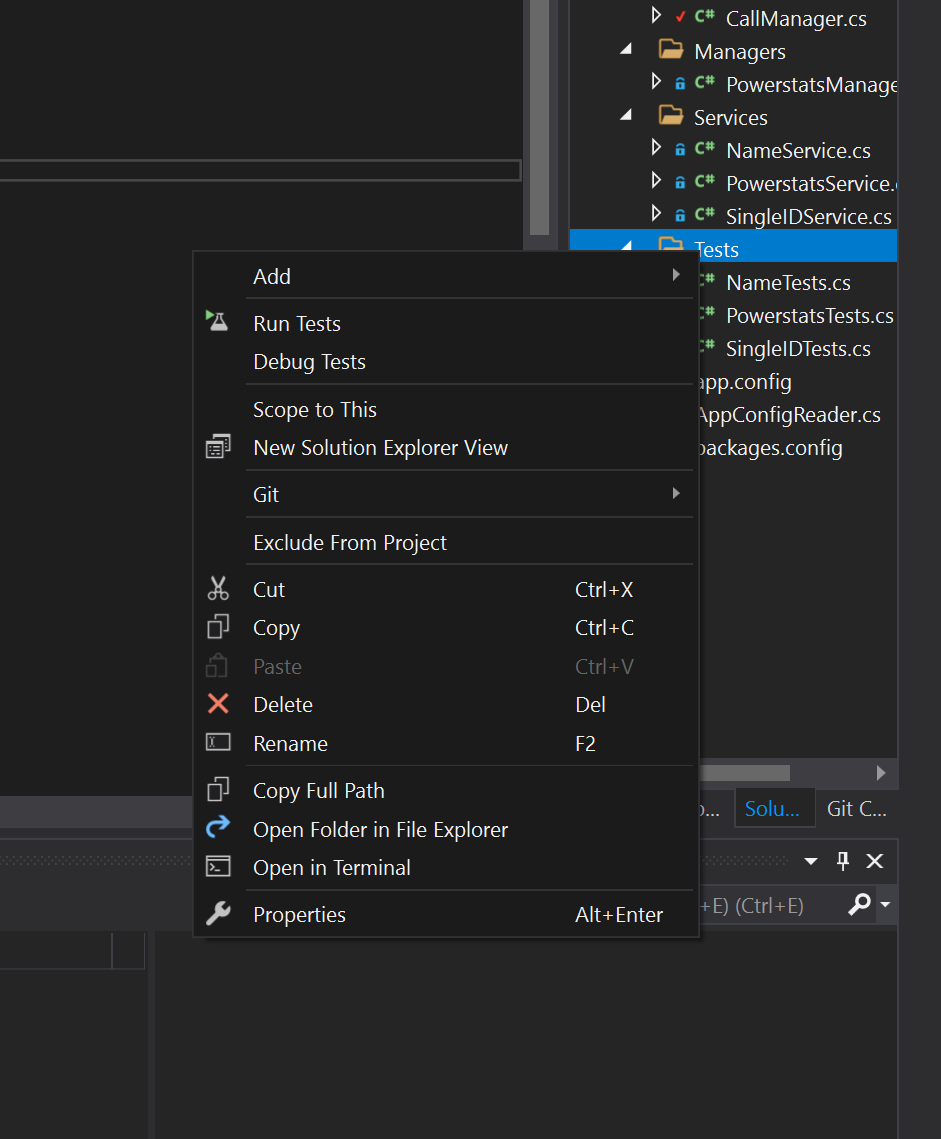 C# CallManager.cs
Managers
C# PowerstatsManage
Services
C# NameService.cs
C# PowerstatsService.
C# SingleIDService.cs
Tests
C# NameTests.cs
C# PowerstatsTests.cs
C# SingleIDTests.cs
app.config
AppConfigReader.cs
packages.config
Add
Run Tests
Debug Tests
Scope to This
New Solution Explorer View
Git
Exclude From Project
Cut Ctrl+X
Copy Ctrl+C
Paste Ctrl+V
Delete Del
Rename F2
Copy Full Path
Open Folder in File Explorer
Open in Terminal
Properties Alt+Enter
Solu... Git C...
+E) (Ctrl+E)